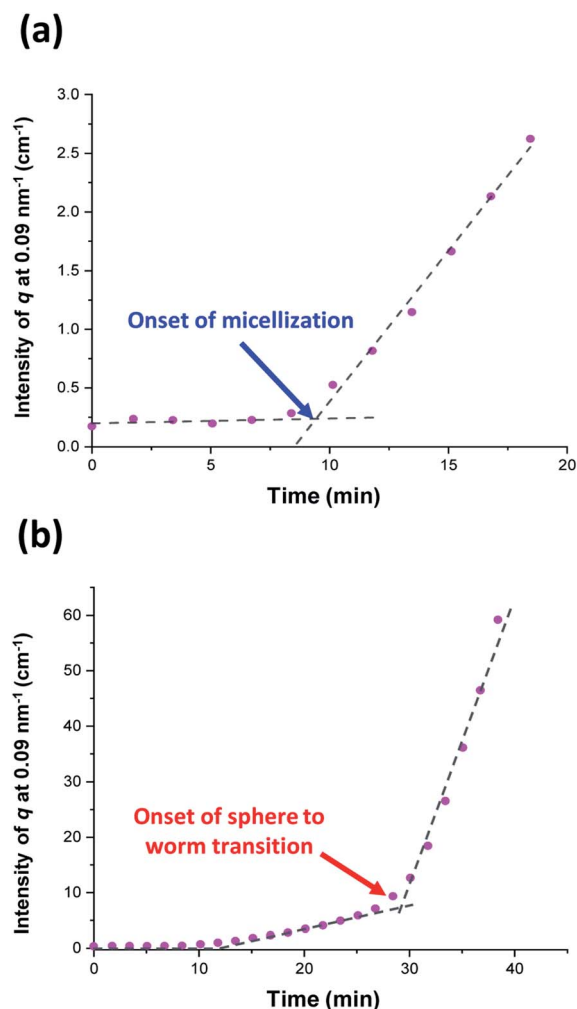 (a)
3.0
2.5
2.0
1.5
1.0
0.5
0.0
Intensity of q at 0.09 nm⁻¹ (cm⁻¹)
Onset of micellization
0
5
10
15
20
Time (min)
(b)
60
50
40
30
20
10
0
Intensity of q at 0.09 nm⁻¹ (cm⁻¹)
Onset of sphere to
worm transition
0
10
20
30
40
Time (min)